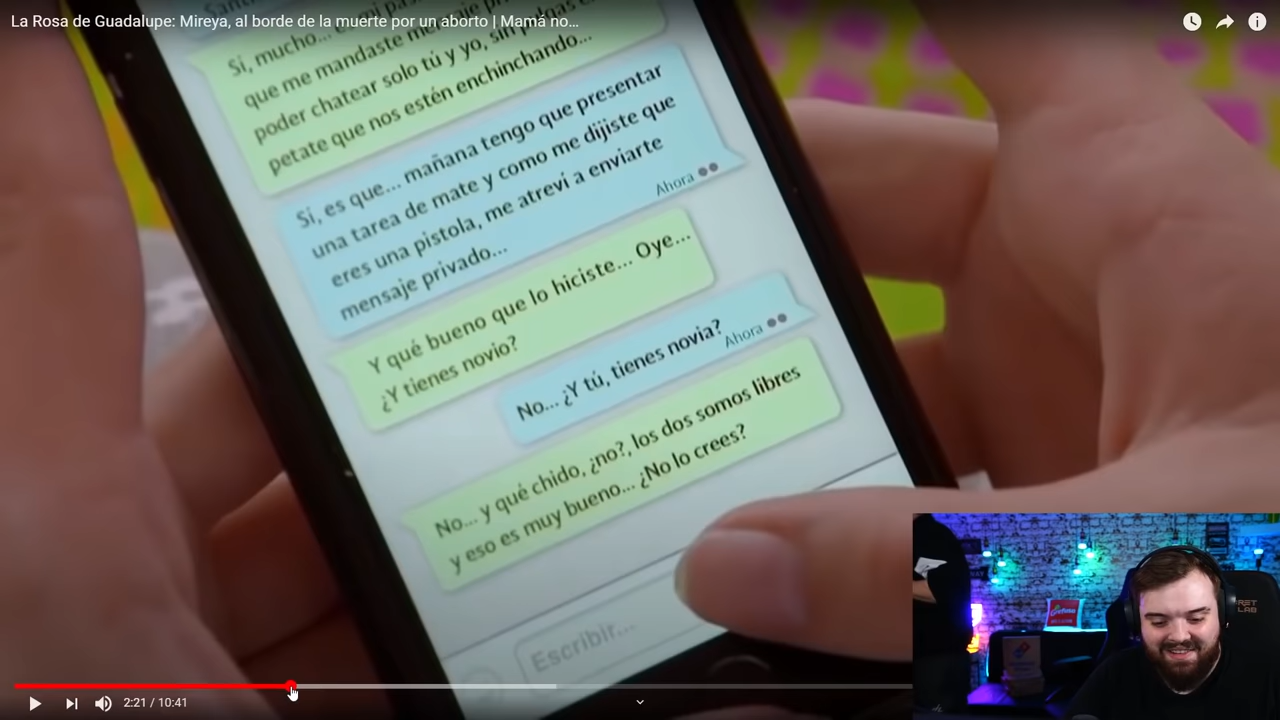 La Rosa de Guadalupe: Mireya, al borde de la muerte por un aborto | Mamá no...
Sí, mucho...
que me mandaste mensaje
poder chatear solo tú y yo, sin
petate que nos estén enchinchando...
Sí, es que... mañana tengo que presentar
una tarea de mate y como me dijiste que
eres una pistola, me atreví a enviarte
mensaje privado...
Ahora
Y qué bueno que lo hiciste... Oye...
¿Y tienes novio?
No... ¿Y tú, tienes novia?
Ahora
No... y qué chido, ¿no?, los dos somos libres
y eso es muy bueno... ¿No lo crees?
Escribir...
2:21 / 10:41